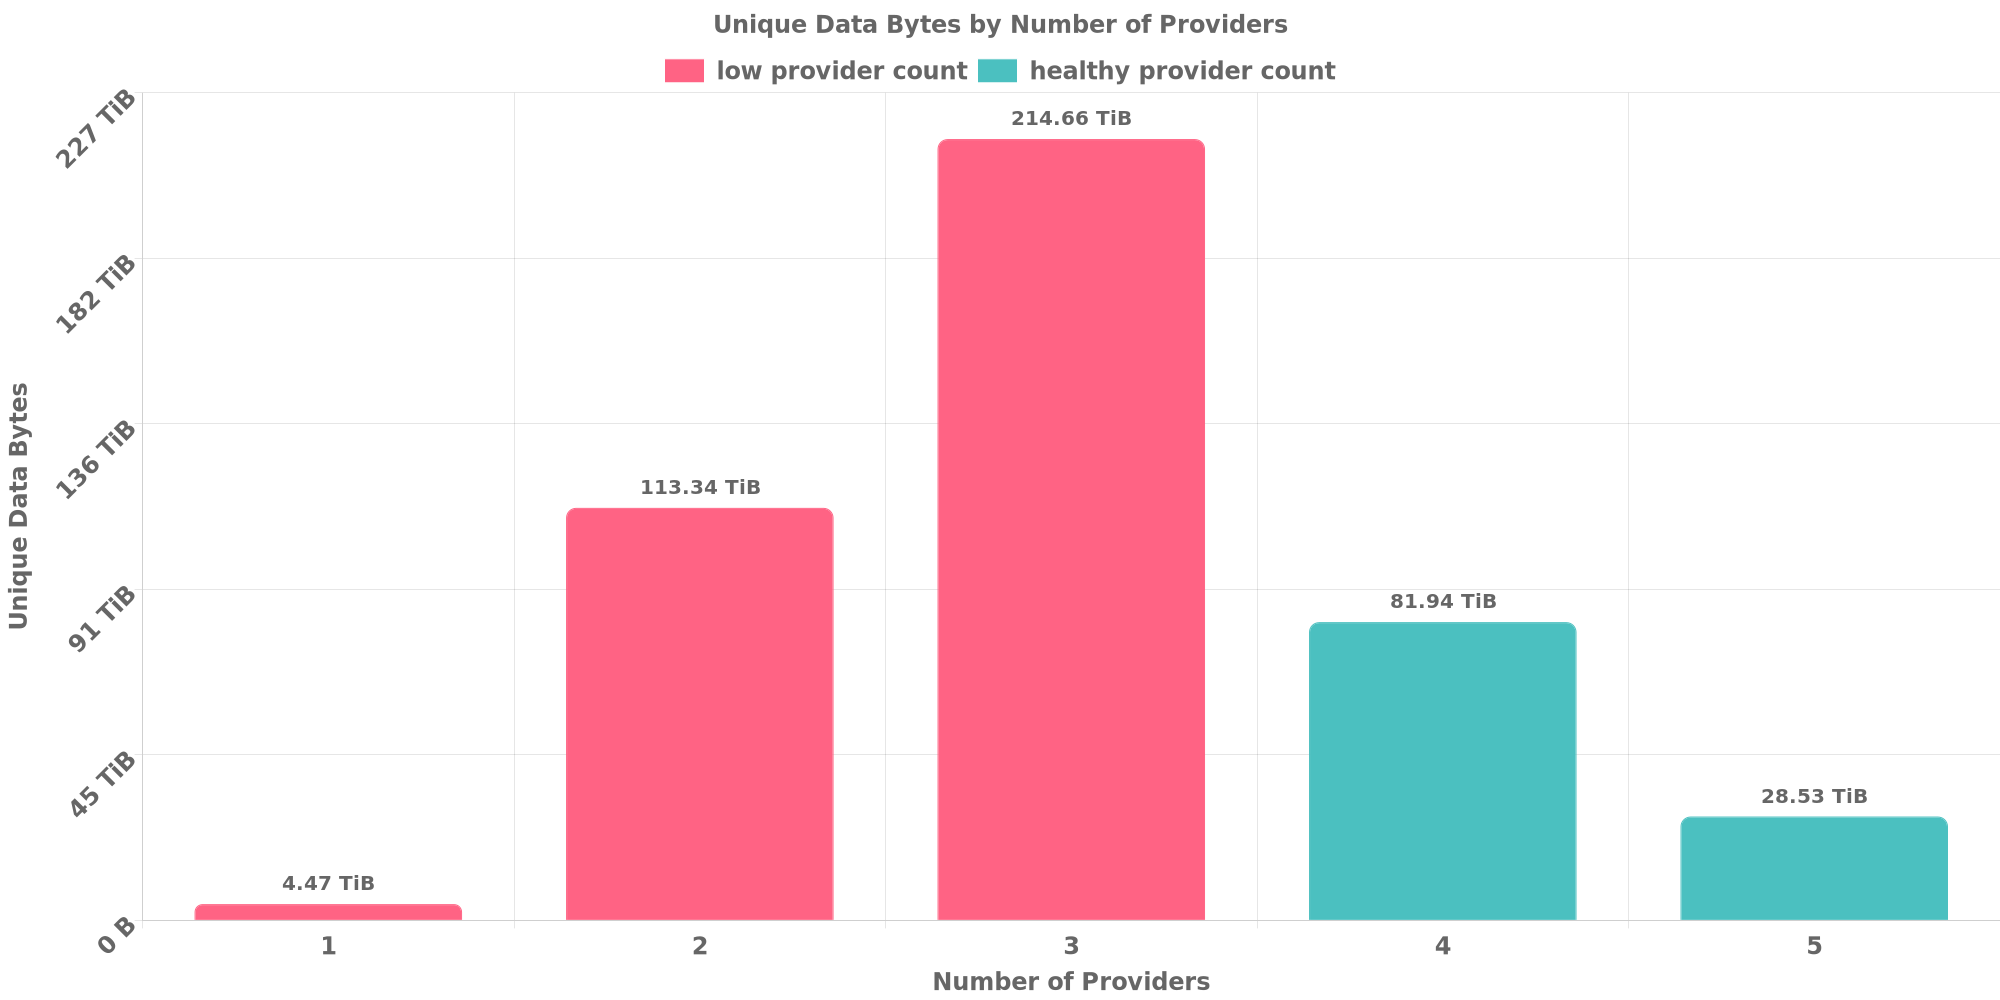 Unique Data Bytes by Number of Providers
low provider count
healthy provider count
227 TiB
182 TiB
136 TiB
91 TiB
45 TiB
0 B
Unique Data Bytes
4.47 TiB
113.34 TiB
214.66 TiB
81.94 TiB
28.53 TiB
1
2
3
4
5
Number of Providers